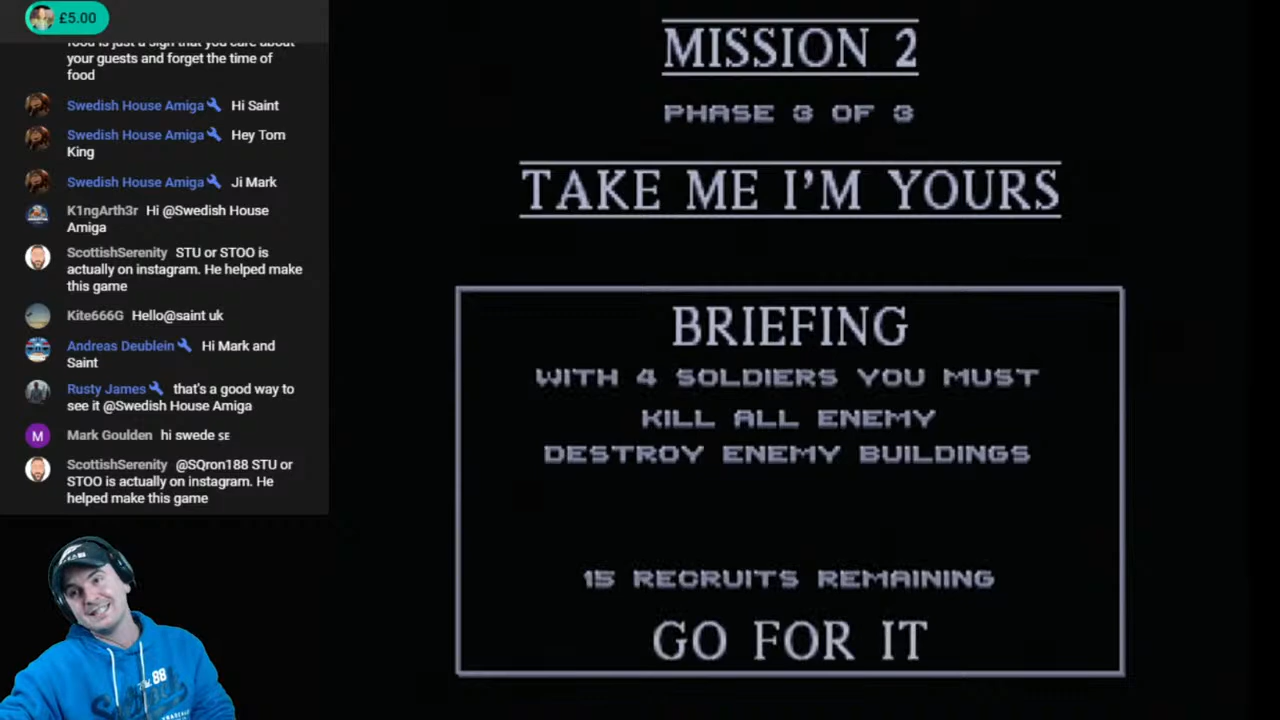 £5.00
food is just a sign that you care about
your guests and forget the time of
food
Swedish House Amiga Hi Saint
Swedish House Amiga Hey Tom
King
Swedish House Amiga Ji Mark
K1ngArth3r Hi @Swedish House
Amiga
ScottishSerenity STU or STOO is
actually on instagram. He helped make
this game
Kite666G Hello@saint uk
Andreas Deublein Hi Mark and
Saint
Rusty James that's a good way to
see it @Swedish House Amiga
M
Mark Goulden hi swede SE
ScottishSerenity @SQron188 STU or
STOO is actually on instagram. He
helped make this game
MISSION 2
PHASE 3 OF 3
TAKE ME I'M YOURS
BRIEFING
WITH 4 SOLDIERS YOU MUST
KILL ALL ENEMY
DESTROY ENEMY BUILDINGS
15 RECRUITS REMAINING
GO FOR IT
88